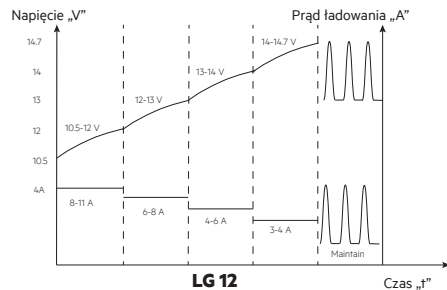 Napięcie „V”
Prąd ładowania „A”
14.7
14
13
12
10.5
4A
10.5-12 V
12-13 V
13-14 V
14-14.7 V
8-11 A
6-8 A
4-6 A
3-4 A
Maintain
LG 12
Czas „t”